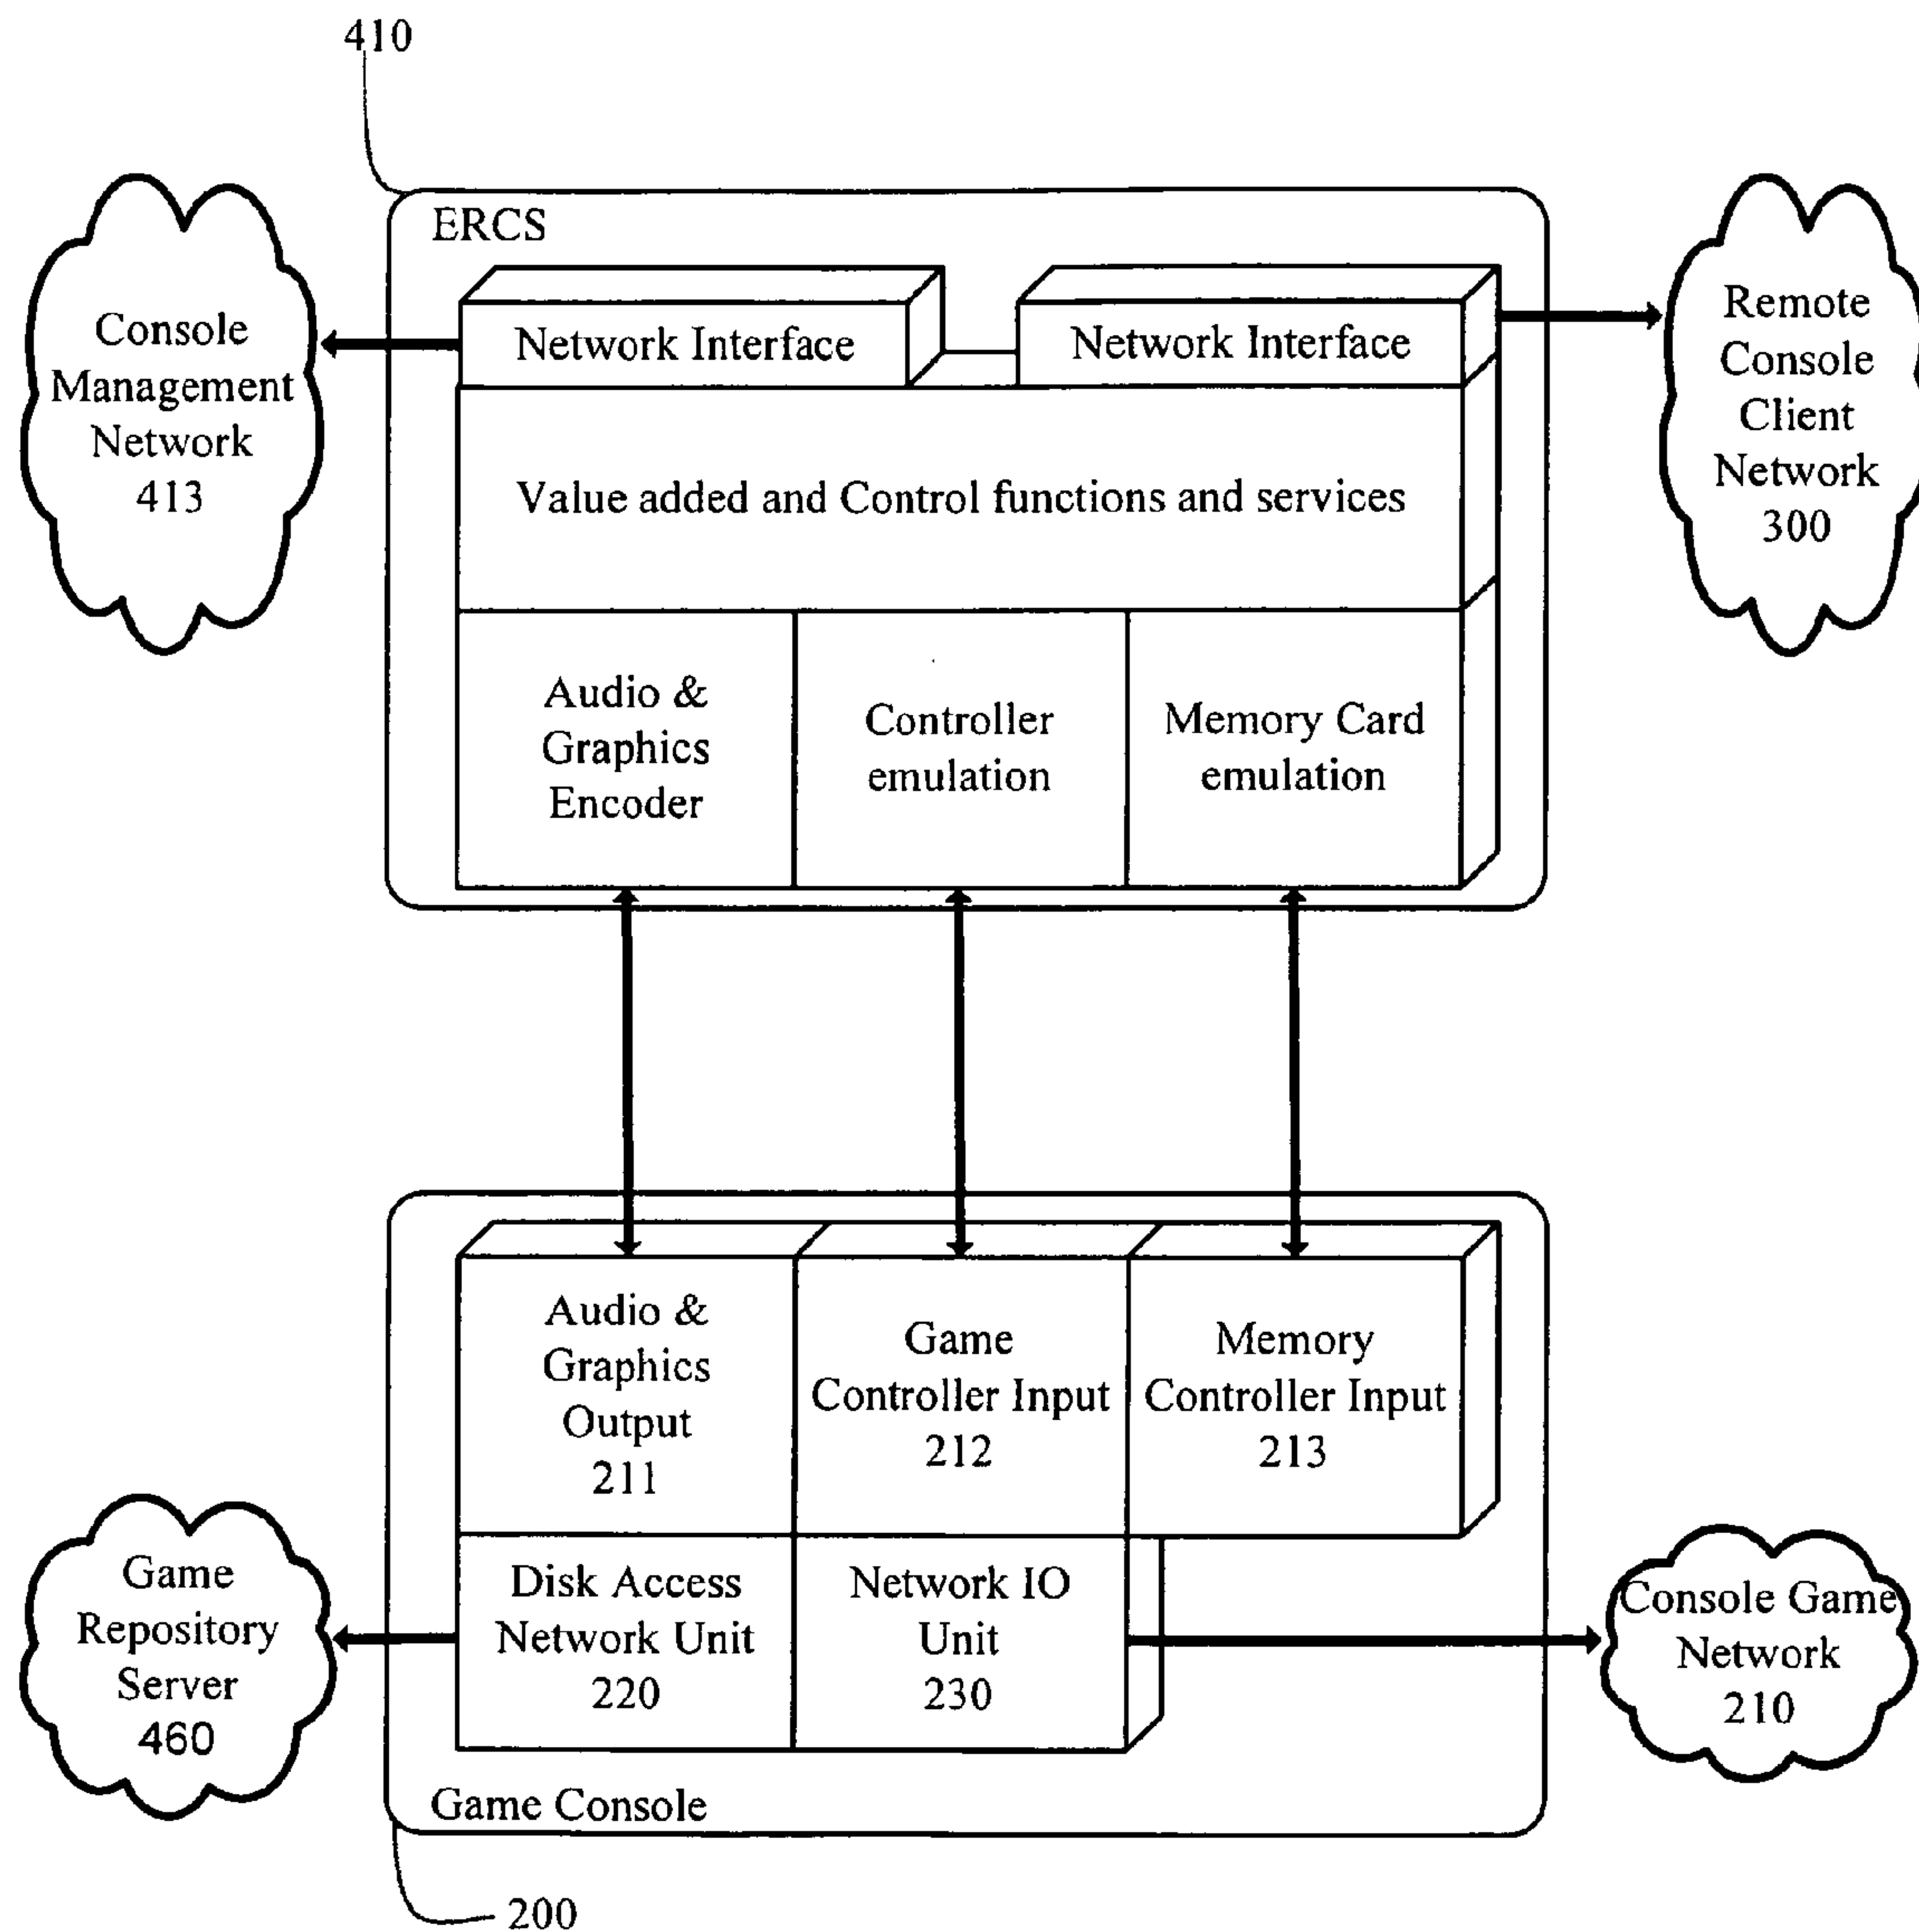 410
ERCS
Console
Management
Network
413
Network Interface
Network Interface
Remote
Console
Client
Network
300
Value added and Control functions and services
Audio &
Graphics
Encoder
Controller
emulation
Memory Card
emulation
Audio &
Graphics
Output
211
Game
Controller Input
212
Memory
Controller Input
213
Game
Repository
Server
460
Disk Access
Network Unit
220
Network IO
Unit
230
Console Game
Network
210
Game Console
200